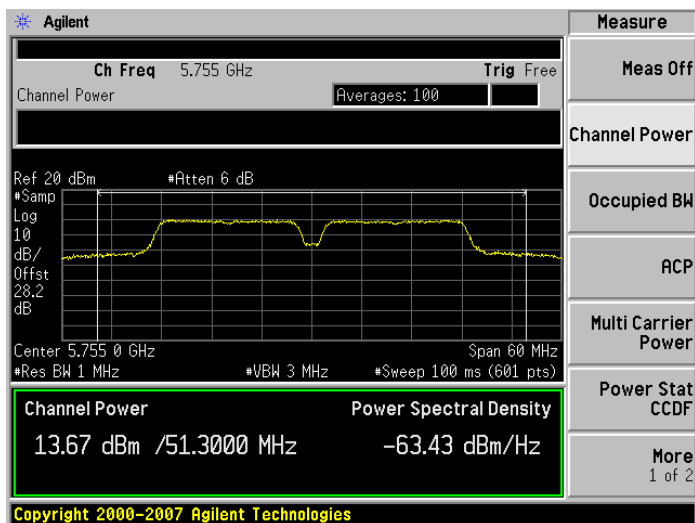 Agilent
Measure
Ch Freq 5.755 GHz Trig Free
Channel Power Averages: 100
Meas Off
Channel Power
Occupied BW
ACP
Multi Carrier
Power
Power Stat
CCDF
More
1 of 2
Ref 20 dBm #Atten 6 dB
#Samp
Log
10
dB/
Offst
28.2
dB
Center 5.755 0 GHz Span 60 MHz
#Res BW 1 MHz #VBW 3 MHz #Sweep 100 ms (601 pts)
Channel Power Power Spectral Density
13.67 dBm /51.3000 MHz -63.43 dBm/Hz
Copyright 2000-2007 Agilent Technologies